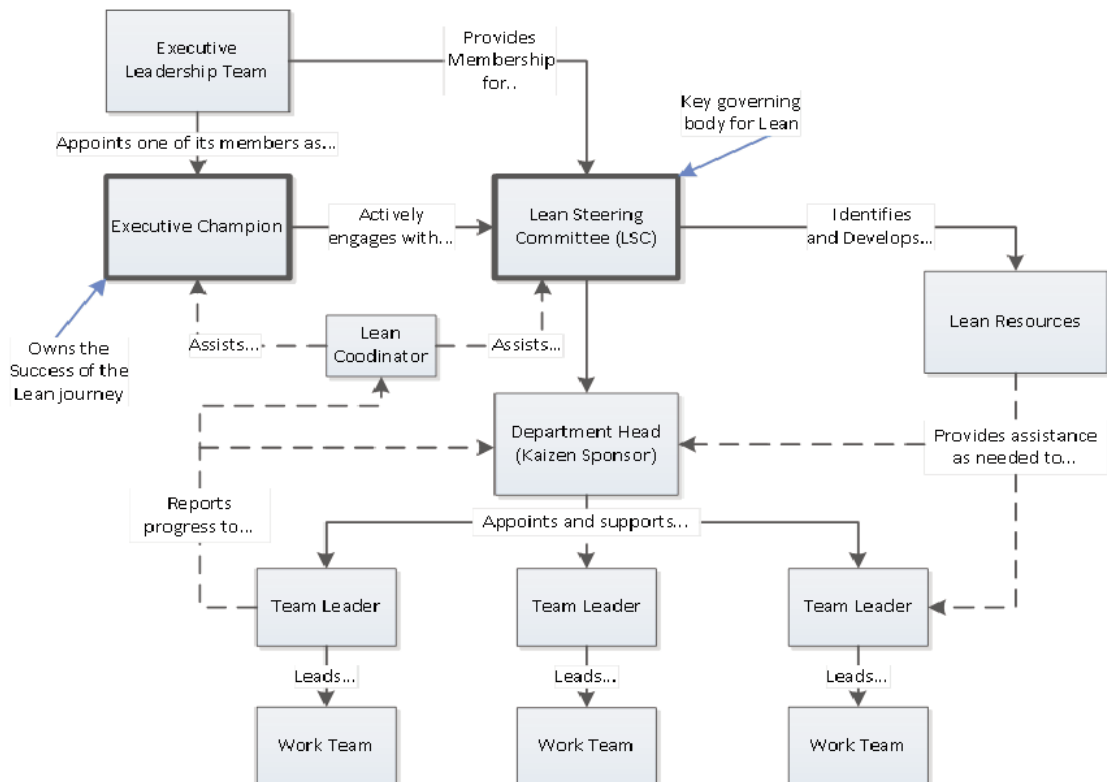 Executive
Leadership Team
Provides
Membership
for..
Key governing
body for Lean
Appoints one of its members as...
Executive Champion
Actively
engages with...
Lean Steering
Committee (LSC)
Identifies
and Develops...
Lean Resources
Owns the
Success of the
Lean journey
Assists...
Lean
Coodinator
Assists...
Department Head
(Kaizen Sponsor)
Provides assistance
as needed to...
Reports
progress to...
Appoints and supports...
Team Leader
Team Leader
Team Leader
Leads...
Leads...
Leads...
Work Team
Work Team
Work Team